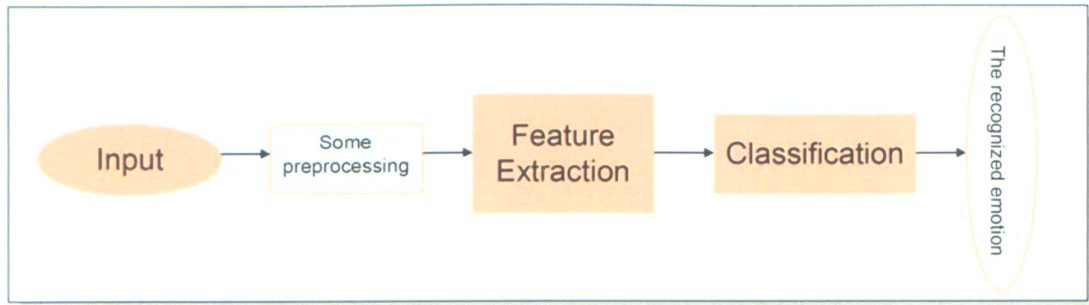 Input
Some
preprocessing
Feature
Extraction
Classification
The recognized emotion